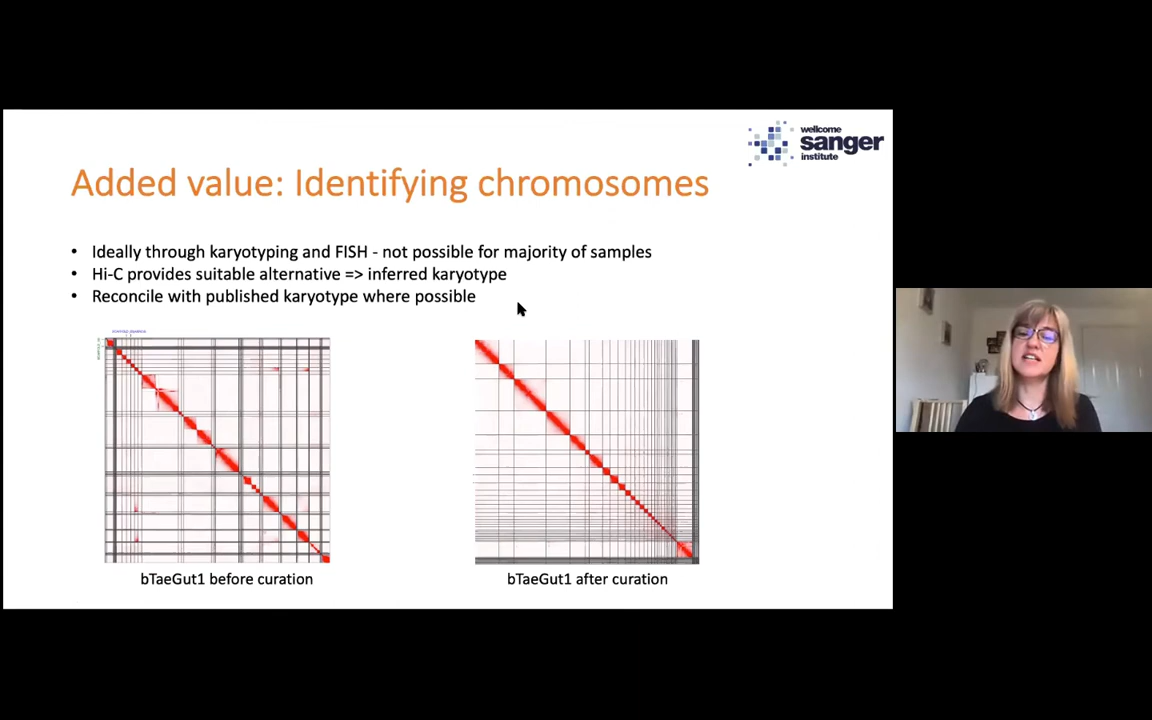 wellcome
sanger
institute
Added value: Identifying chromosomes
• Ideally through karyotyping and FISH - not possible for majority of samples
• Hi-C provides suitable alternative => inferred karyotype
• Reconcile with published karyotype where possible
bTaeGut1 before curation
bTaeGut1 after curation